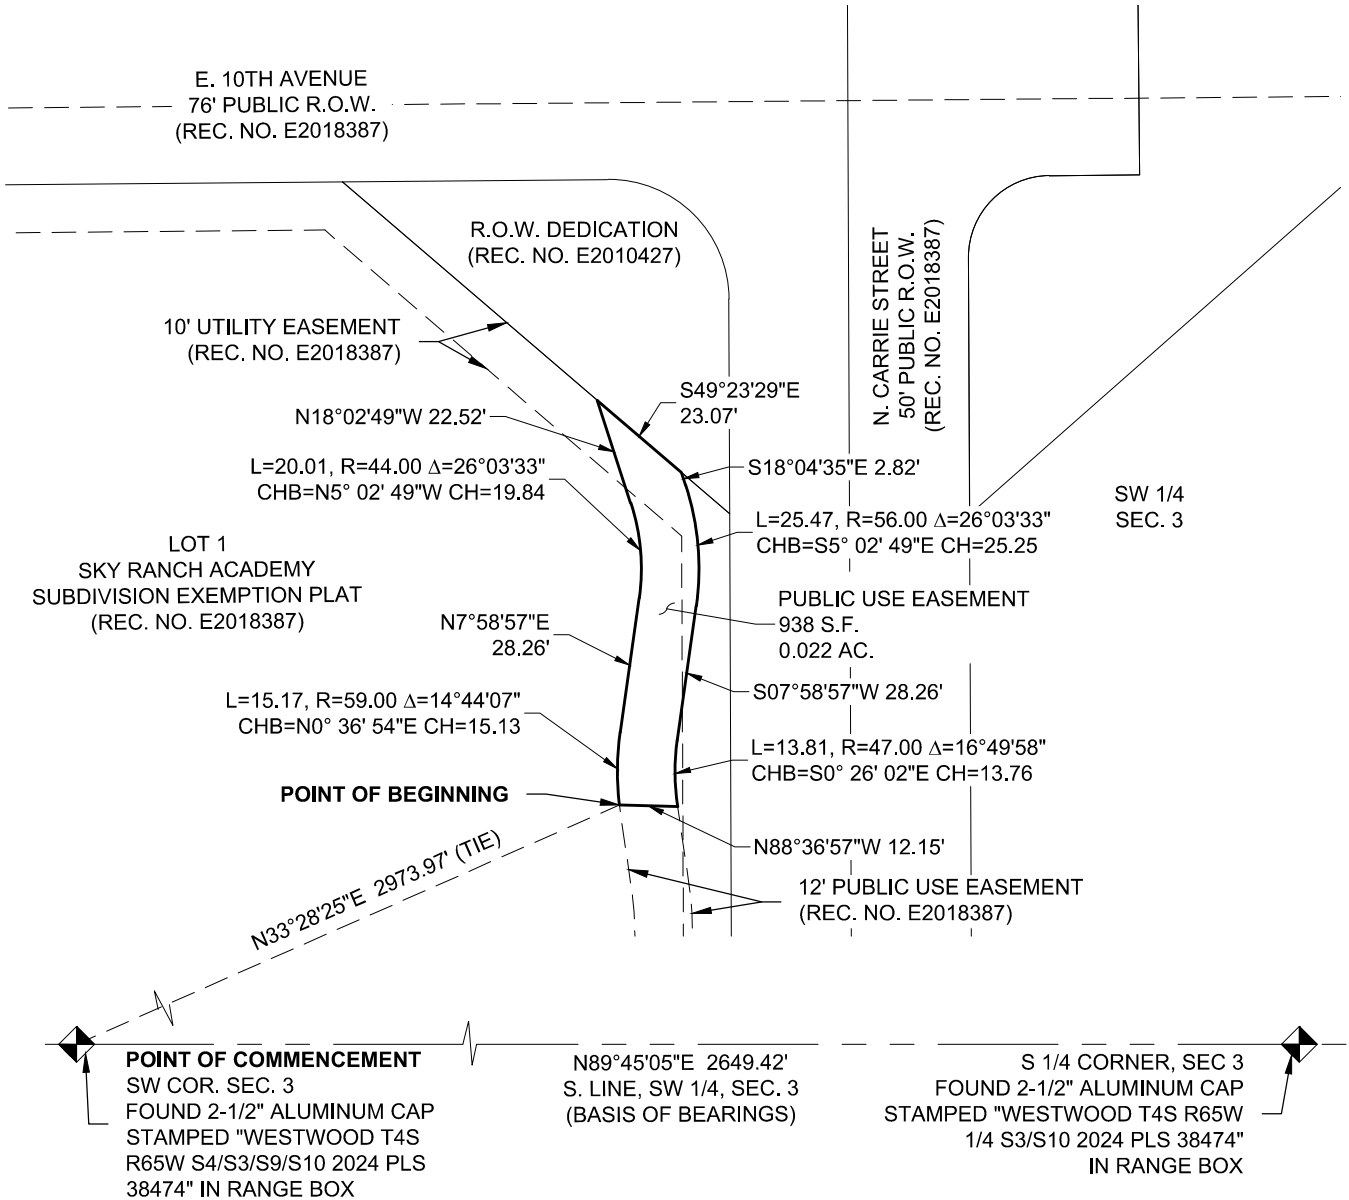 E. 10TH AVENUE
76' PUBLIC R.O.W.
(REC. NO. E2018387)
R.O.W. DEDICATION
(REC. NO. E2010427)
N. CARRIE STREET
50' PUBLIC R.O.W.
(REC. NO. E2018387)
10' UTILITY EASEMENT
(REC. NO. E2018387)
S49°23'29"E
23.07'
N18°02'49"W 22.52'
S18°04'35"E 2.82'
L=20.01, R=44.00 Δ=26°03'33"
CHB=N5° 02' 49"W CH=19.84
SW 1/4
SEC. 3
L=25.47, R=56.00 Δ=26°03'33"
CHB=S5° 02' 49"E CH=25.25
LOT 1
SKY RANCH ACADEMY
SUBDIVISION EXEMPTION PLAT
(REC. NO. E2018387)
PUBLIC USE EASEMENT
938 S.F.
0.022 AC.
N7°58'57"E
28.26'
S07°58'57"W 28.26'
L=15.17, R=59.00 Δ=14°44'07"
CHB=N0° 36' 54"E CH=15.13
L=13.81, R=47.00 Δ=16°49'58"
CHB=S0° 26' 02"E CH=13.76
POINT OF BEGINNING
N88°36'57"W 12.15'
N33°28'25"E 2973.97' (TIE)
12' PUBLIC USE EASEMENT
(REC. NO. E2018387)
POINT OF COMMENCEMENT
SW COR. SEC. 3
FOUND 2-1/2" ALUMINUM CAP
STAMPED "WESTWOOD T4S
R65W S4/S3/S9/S10 2024 PLS
38474" IN RANGE BOX
N89°45'05"E 2649.42'
S. LINE, SW 1/4, SEC. 3
(BASIS OF BEARINGS)
S 1/4 CORNER, SEC 3
FOUND 2-1/2" ALUMINUM CAP
STAMPED "WESTWOOD T4S R65W
1/4 S3/S10 2024 PLS 38474"
IN RANGE BOX